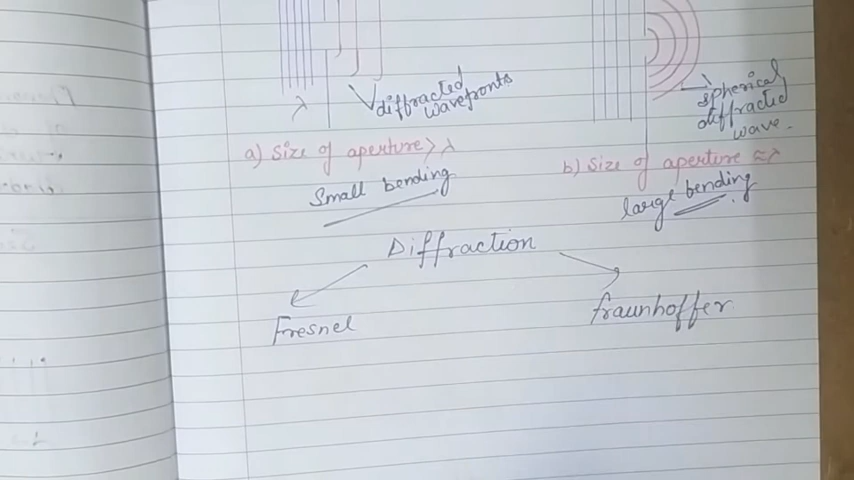 λ
diffracted
wavefronts
spherical
diffracted
wave.
a) Size of aperture > λ
Small bending
b) Size of aperture ≈ λ
large bending
Diffraction
Fresnel
fraunhoffer